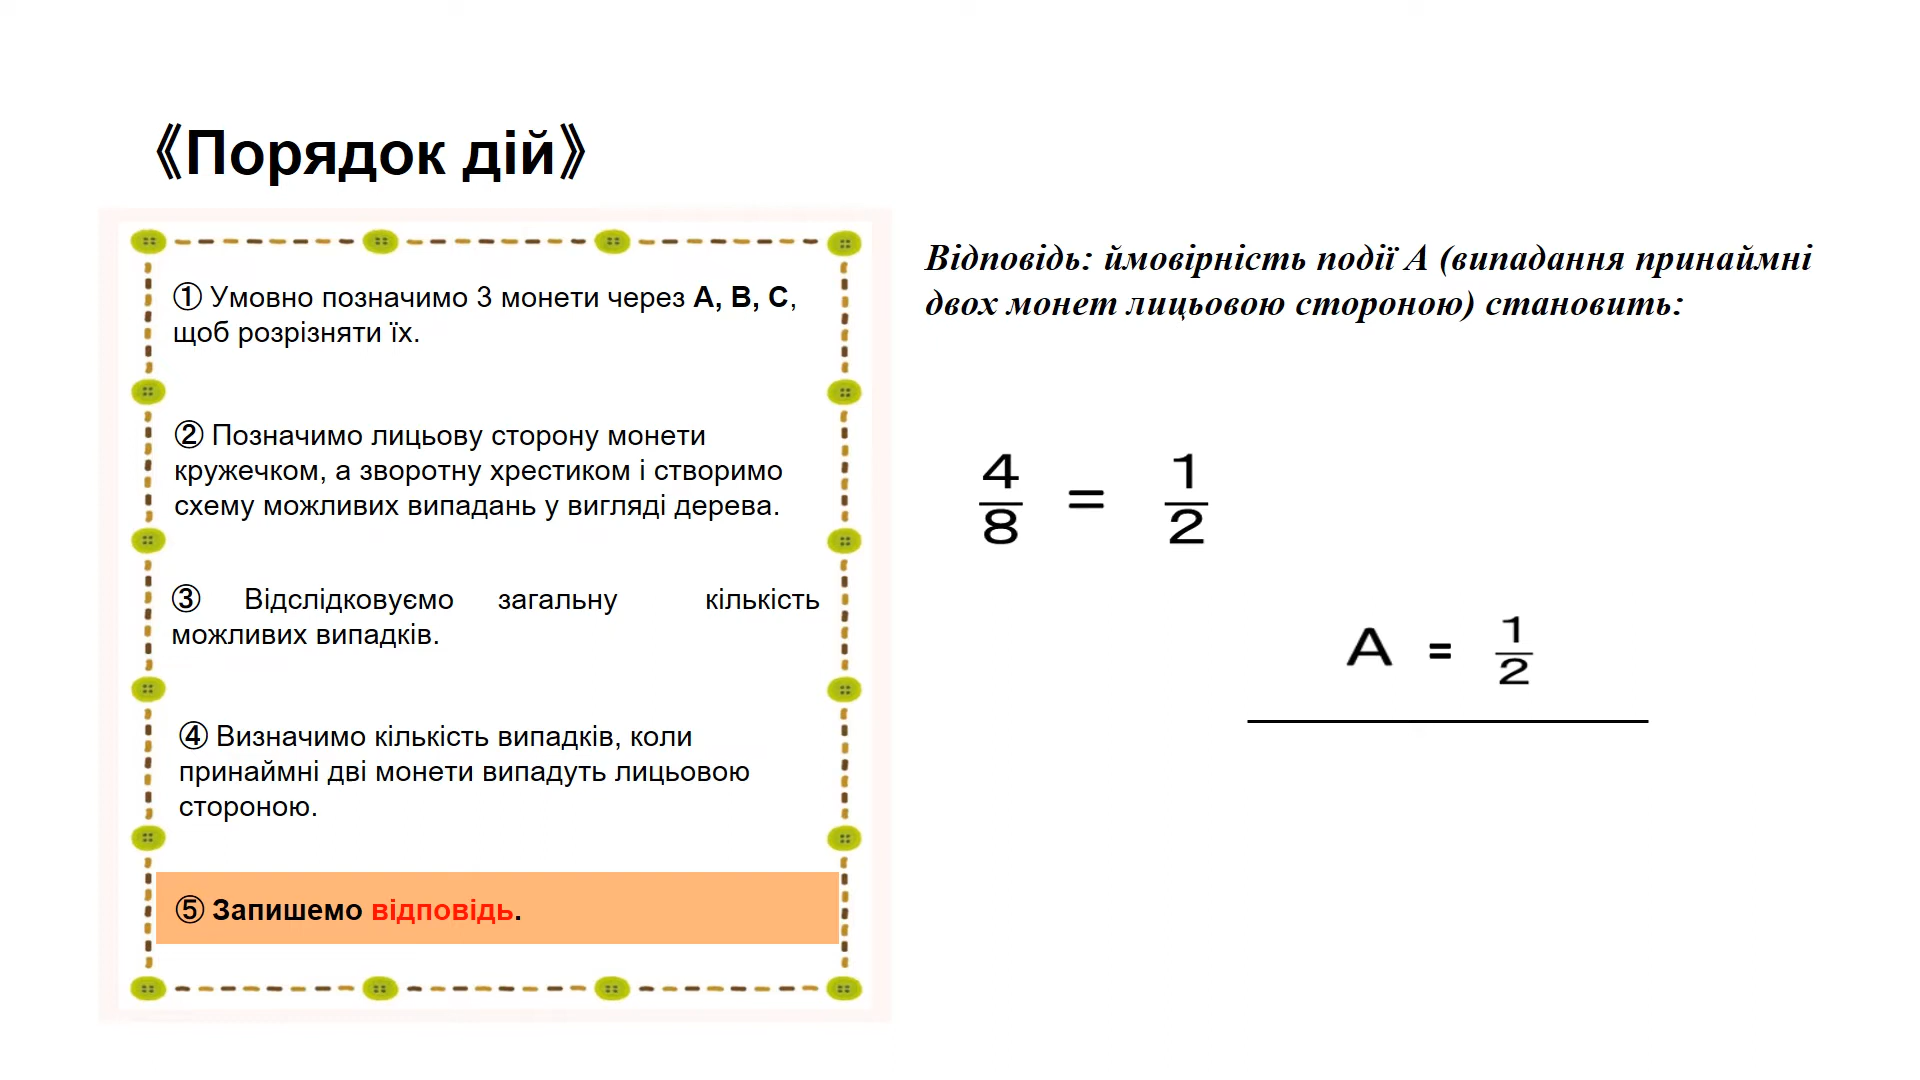 《Порядок дій》
① Умовно позначимо 3 монети через A, B, C,
щоб розрізняти їх.
② Позначимо лицьову сторону монети
кружечком, а зворотну хрестиком і створимо
схему можливих випадань у вигляді дерева.
③ Відслідковуємо загальну кількість
можливих випадків.
④ Визначимо кількість випадків, коли
принаймні дві монети випадуть лицьовою
стороною.
⑤ Запишемо відповідь.
Відповідь: ймовірність події А (випадання принаймні
двох монет лицьовою стороною) становить:
4/8 = 1/2
A = 1/2